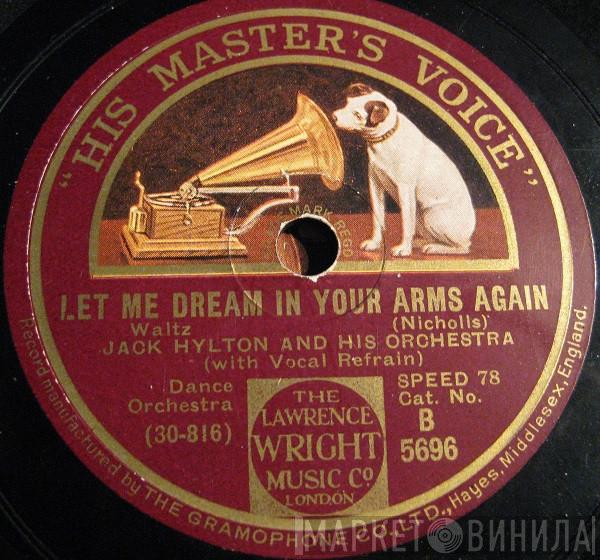 "HIS MASTER'S VOICE"
MARK REGD
LET ME DREAM IN YOUR ARMS AGAIN
Waltz (Nicholls)
JACK HYLTON AND HIS ORCHESTRA
(with Vocal Refrain)
Dance
Orchestra
(30-816)
THE
LAWRENCE
WRIGHT
MUSIC Co
LONDON
SPEED 78
Cat. No.
B
5696
Record manufactured by THE GRAMOPHONE CO., LTD., Hayes, Middlesex, England.
МАРКЕТ ВИНИЛА